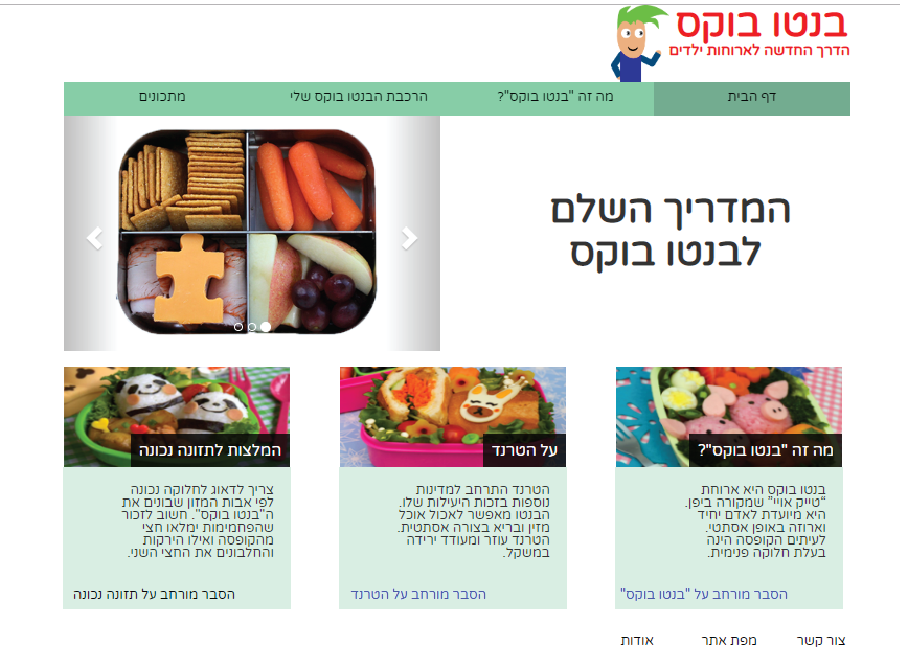 בנטו בוקס
הדרך החדשה לארוחות ילדים
דף הבית
מה זה "בנטו בוקס"?
הרכבת הבנטו בוקס שלי
מתכונים
המדריך השלם
לבנטו בוקס
מה זה "בנטו בוקס"?
בנטו בוקס היא ארוחת
"טייק אווי" שמקורה ביפן.
היא מיועדת לאדם יחיד
וארוזה באופן אסתטי.
לעיתים הקופסה הינה
בעלת חלוקה פנימית.
הסבר מורחב על "בנטו בוקס"
על הטרנד
הטרנד התרחב למדינות
נוספות בזכות היעילות שלו.
הבנטו מאפשר לאכול אוכל
מזין ובריא בצורה אסתטית.
הטרנד עוזר ומעודד ירידה
במשקל.
הסבר מורחב על הטרנד
המלצות לתזונה נכונה
צריך לדאוג לחלוקה נכונה
לפי אבות המזון שבונים את
ה"בנטו בוקס". חשוב לזכור
שהפחמימות ימלאו חצי
מהקופסה ואילו הירקות
והחלבונים את החצי השני.
הסבר מורחב על תזונה נכונה
צור קשר
מפת אתר
אודות